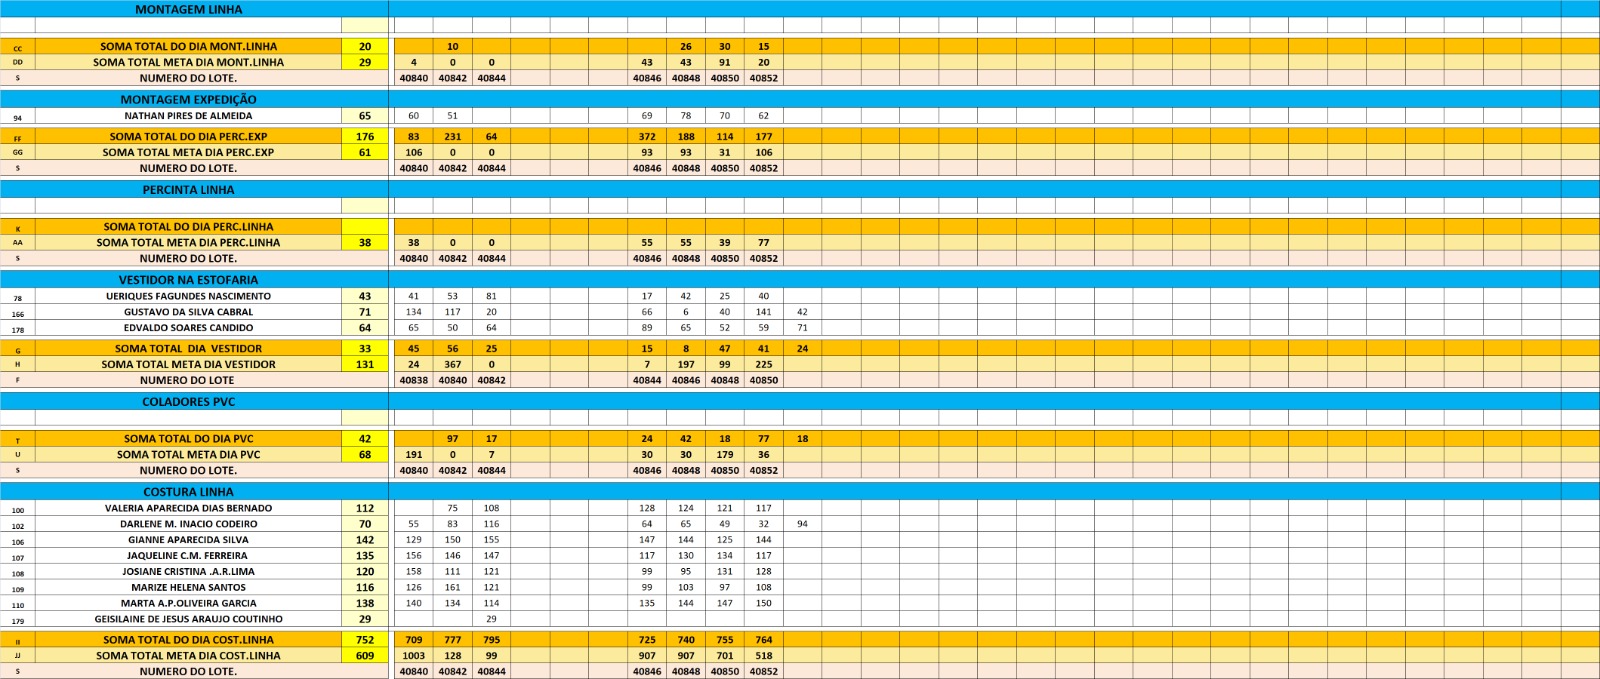 MONTAGEM LINHA
CC SOMA TOTAL DO DIA MONT.LINHA 20 10 26 30 15
DD SOMA TOTAL META DIA MONT.LINHA 29 4 0 0 43 43 91 20
S NUMERO DO LOTE. 40840 40842 40844 40846 40848 40850 40852
MONTAGEM EXPEDIÇÃO
94 NATHAN PIRES DE ALMEIDA 65 60 51 69 78 70 62
FF SOMA TOTAL DO DIA PERC.EXP 176 83 231 64 372 188 114 177
GG SOMA TOTAL META DIA PERC.EXP 61 106 0 0 93 93 31 106
S NUMERO DO LOTE. 40840 40842 40844 40846 40848 40850 40852
PERCINTA LINHA
K SOMA TOTAL DO DIA PERC.LINHA
AA SOMA TOTAL META DIA PERC.LINHA 38 38 0 0 55 55 39 77
S NUMERO DO LOTE. 40840 40842 40844 40846 40848 40850 40852
VESTIDOR NA ESTOFARIA
78 UERIQUES FAGUNDES NASCIMENTO 43 41 53 81 17 42 25 40
166 GUSTAVO DA SILVA CABRAL 71 134 117 20 66 6 40 141 42
178 EDVALDO SOARES CANDIDO 64 65 50 64 89 65 52 59 71
G SOMA TOTAL DIA VESTIDOR 33 45 56 25 15 8 47 41 24
H SOMA TOTAL META DIA VESTIDOR 131 24 367 0 7 197 99 225
F NUMERO DO LOTE 40838 40840 40842 40844 40846 40848 40850
COLADORES PVC
T SOMA TOTAL DO DIA PVC 42 97 17 24 42 18 77 18
U SOMA TOTAL META DIA PVC 68 191 0 7 30 30 179 36
S NUMERO DO LOTE. 40840 40842 40844 40846 40848 40850 40852
COSTURA LINHA
100 VALERIA APARECIDA DIAS BERNADO 112 75 108 128 124 121 117
102 DARLENE M. INACIO CODEIRO 70 55 83 116 64 65 49 32 94
106 GIANNE APARECIDA SILVA 142 129 150 155 147 144 125 144
107 JAQUELINE C.M. FERREIRA 135 156 146 147 117 130 134 117
108 JOSIANE CRISTINA .A.R.LIMA 120 158 111 121 99 95 131 128
109 MARIZE HELENA SANTOS 116 126 161 121 99 103 97 108
110 MARTA A.P.OLIVEIRA GARCIA 138 140 134 114 135 144 147 150
179 GEISILAINE DE JESUS ARAUJO COUTINHO 29 29
II SOMA TOTAL DO DIA COST.LINHA 752 709 777 795 725 740 755 764
JJ SOMA TOTAL META DIA COST.LINHA 609 1003 128 99 907 907 701 518
S NUMERO DO LOTE. 40840 40842 40844 40846 40848 40850 40852